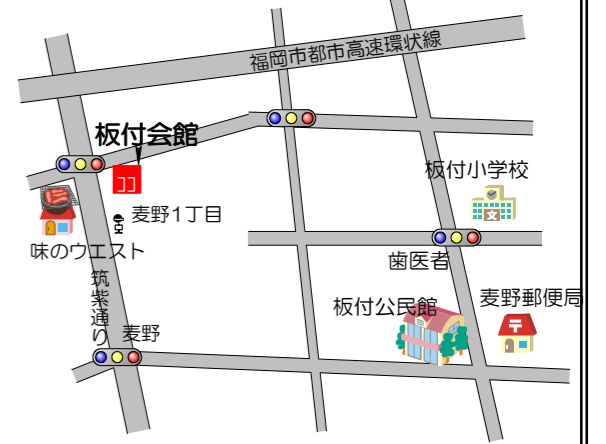 福岡市都市高速環状線
板付会館
ココ
板付小学校
文
麦野1丁目
味のウエスト
歯医者
筑紫通り
板付公民館
麦野郵便局
〒
麦野